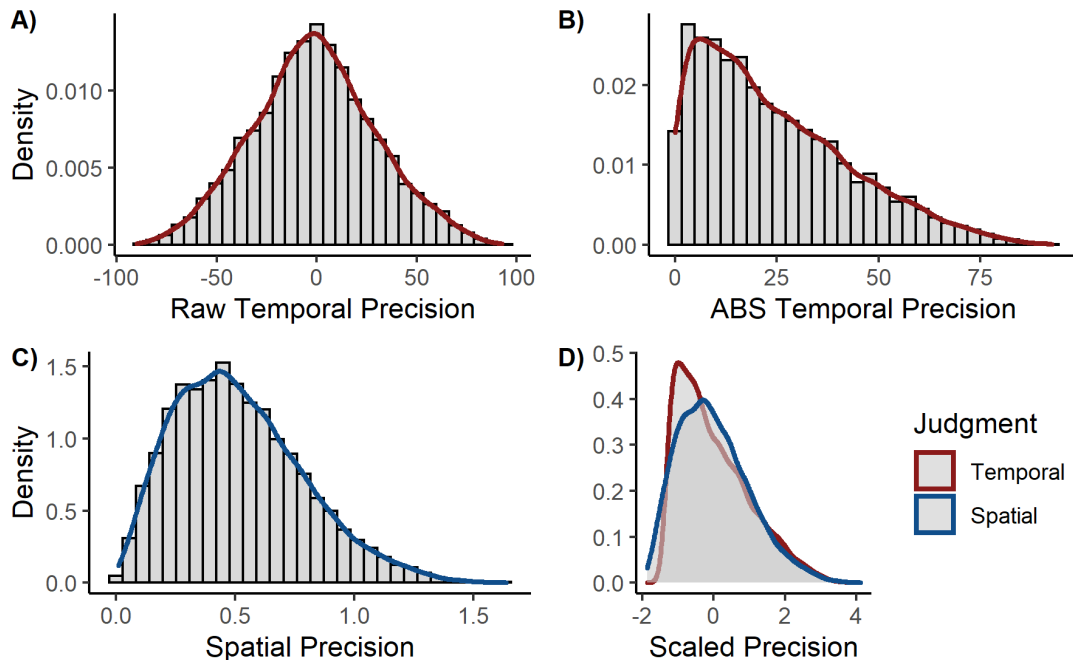 A)
Density
0.010
0.005
0.000
-100 -50 0 50 100
Raw Temporal Precision
B)
0.02
0.01
0.00
0 25 50 75
ABS Temporal Precision
C)
Density
1.5
1.0
0.5
0.0
0.0 0.5 1.0 1.5
Spatial Precision
D)
0.5
0.4
0.3
0.2
0.1
0.0
-2 0 2 4
Scaled Precision
Judgment
Temporal
Spatial